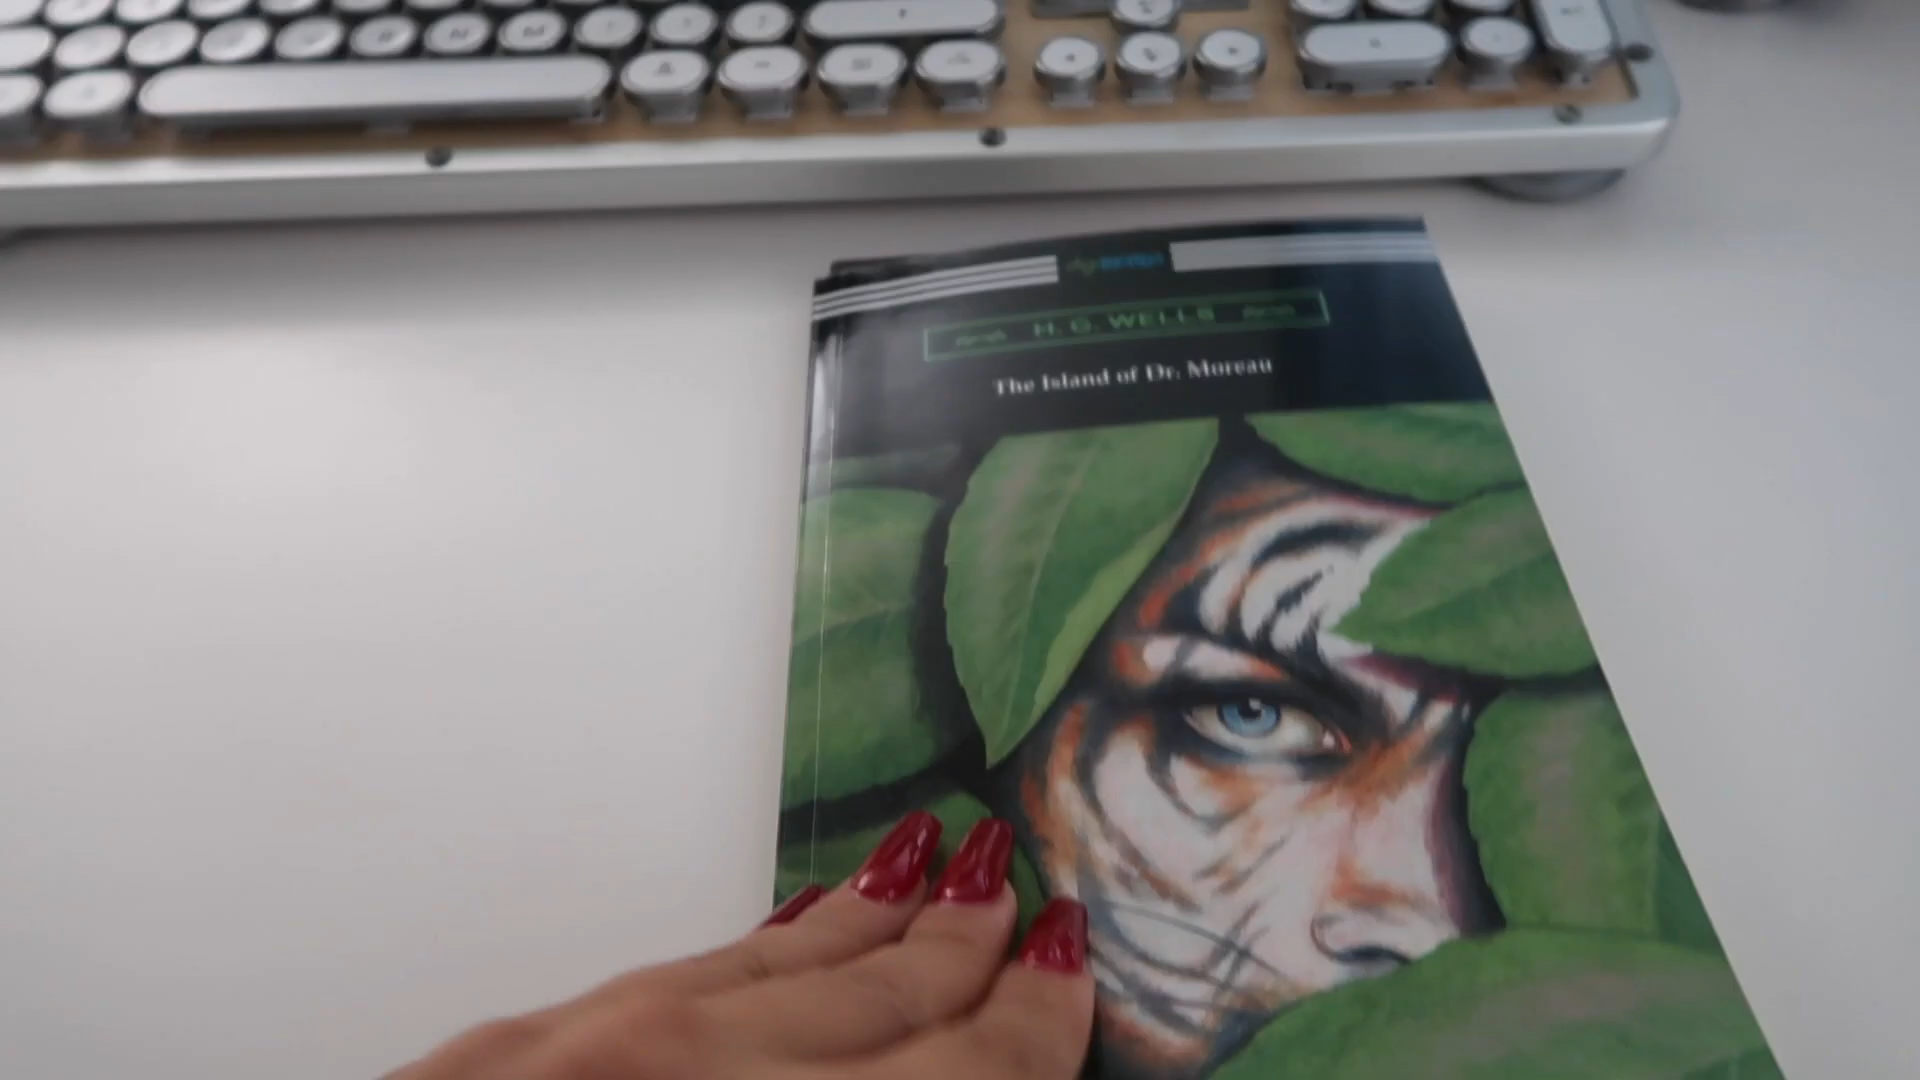 H. G. WELLS
The Island of Dr. Moreau